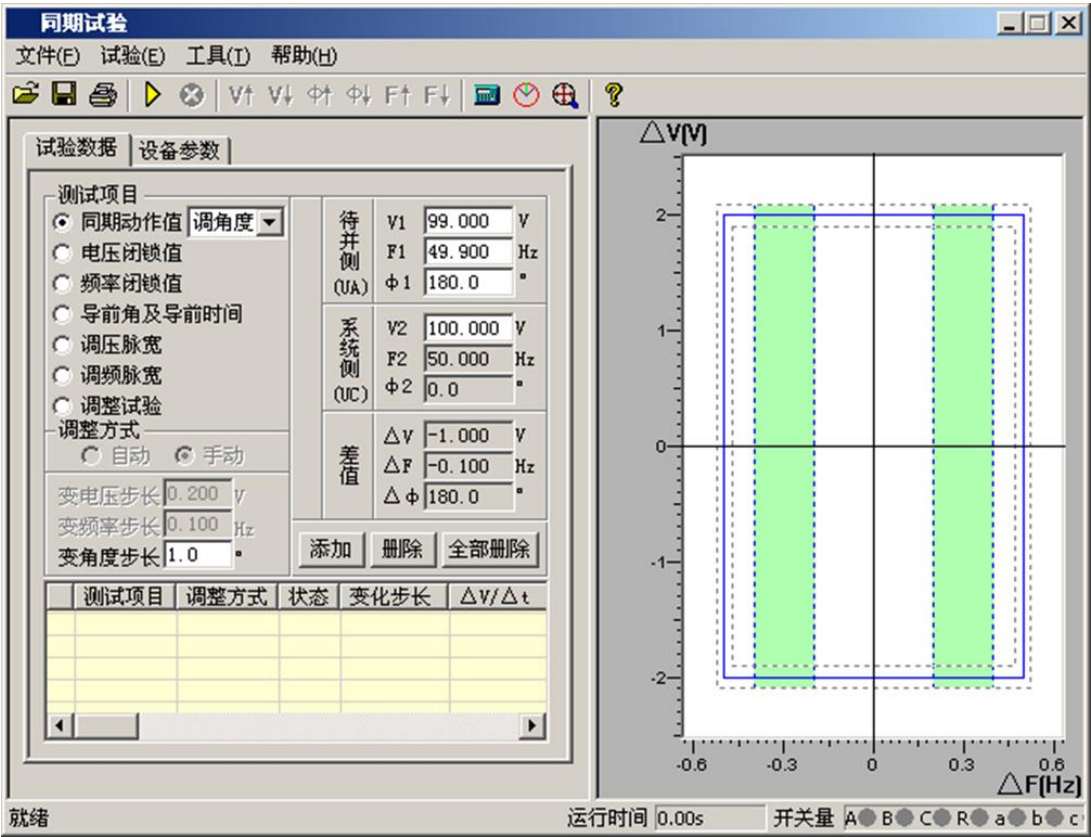 同期试验
文件(F) 试验(E) 工具(T) 帮助(H)
V↑ V↓ Φ↑ Φ↓ F↑ F↓
试验数据 设备参数
测试项目
同期动作值 调角度
电压闭锁值
频率闭锁值
导前角及导前时间
调压脉宽
调频脉宽
调整试验
调整方式
自动 手动
变电压步长 0.200 V
变频率步长 0.100 Hz
变角度步长 1.0 °
待并侧(UA)
V1 99.000 V
F1 49.900 Hz
Φ1 180.0 °
系统侧(UC)
V2 100.000 V
F2 50.000 Hz
Φ2 0.0 °
差值
△V -1.000 V
△F -0.100 Hz
△Φ 180.0 °
添加 删除 全部删除
测试项目 调整方式 状态 变化步长 △V/△t
△V(V)
2
1
0
-1
-2
-0.6 -0.3 0 0.3 0.6
△F(Hz)
就绪 运行时间 0.00s 开关量 A B C R a b c